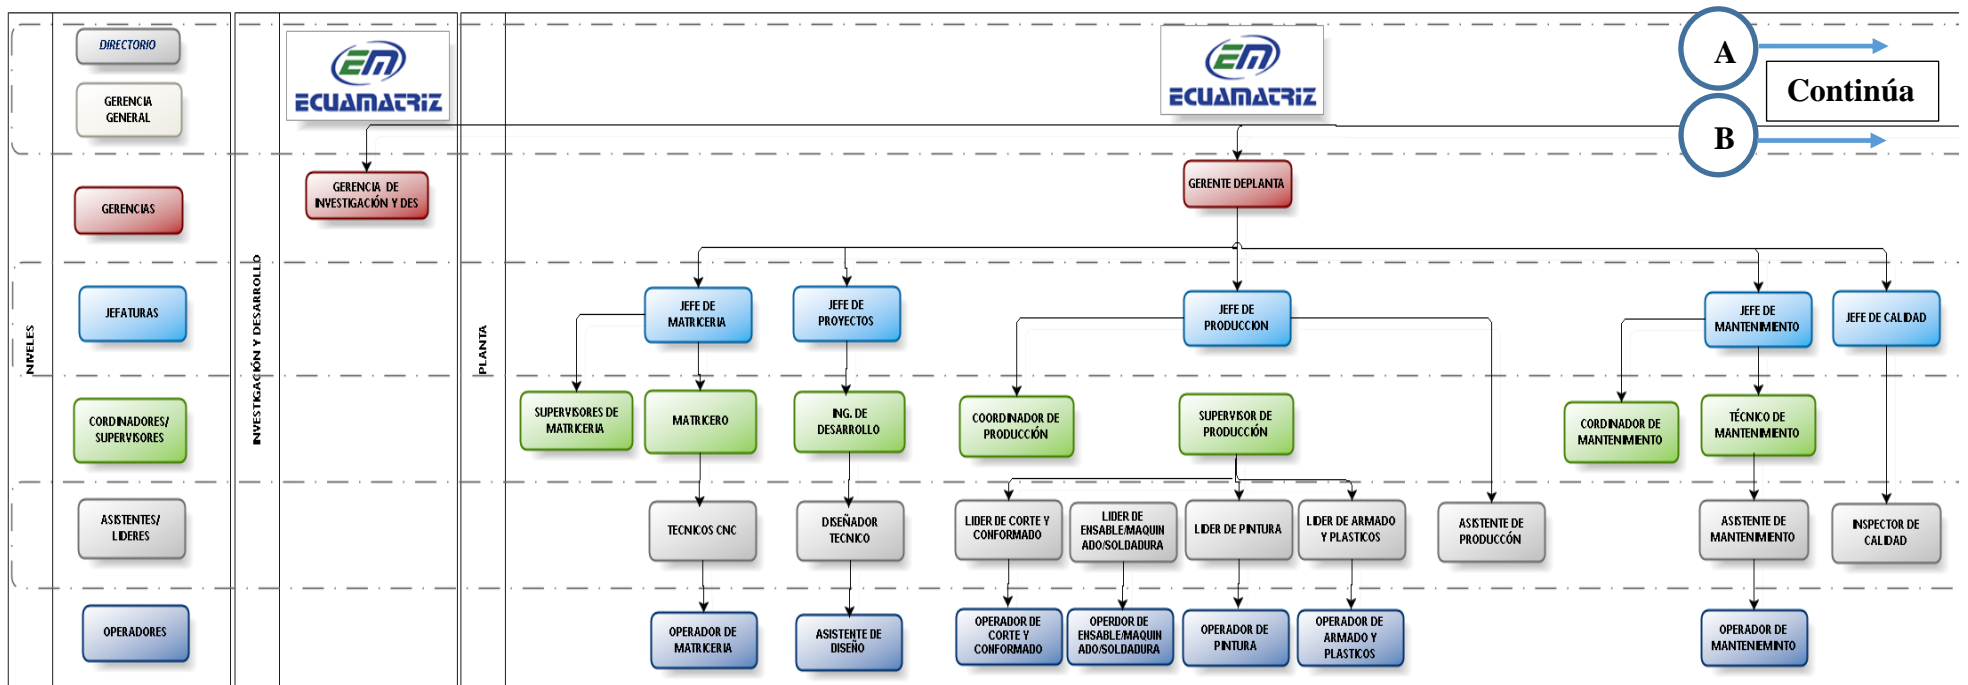 DIRECTORIO
GERENCIA
GENERAL
GERENCIAS
JEFATURAS
CORDINADORES/
SUPERVISORES
ASISTENTES/
LIDERES
OPERADORES
NIVELES
INVESTIGACIÓN Y DESARROLLO
PLANTA
EM
ECUAMATRIZ
EM
ECUAMATRIZ
A
Continúa
B
GERENCIA DE
INVESTIGACIÓN Y DES
GERENTE DEPLANTA
JEFE DE
MATRICERIA
JEFE DE
PROYECTOS
JEFE DE
PRODUCCION
JEFE DE
MANTENIMIENTO
JEFE DE CALIDAD
SUPERVISORES DE
MATRICERIA
MATRICERO
ING. DE
DESARROLLO
COORDINADOR DE
PRODUCCIÓN
SUPERVISOR DE
PRODUCCIÓN
CORDINADOR DE
MANTENIMIENTO
TÉCNICO DE
MANTENIMIENTO
TECNICOS CNC
DISEÑADOR
TECNICO
LIDER DE CORTE Y
CONFORMADO
LIDER DE
ENSABLE/MAQUIN
ADO/SOLDADURA
LIDER DE PINTURA
LIDER DE ARMADO
Y PLASTICOS
ASISTENTE DE
PRODUCCÓN
ASISTENTE DE
MANTENIMIENTO
INSPECTOR DE
CALIDAD
OPERADOR DE
MATRICERIA
ASISTENTE DE
DISEÑO
OPERADOR DE
CORTE Y
CONFORMADO
OPERDOR DE
ENSABLE/MAQUIN
ADO/SOLDADURA
OPERADOR DE
PINTURA
OPERADOR DE
ARMADO Y
PLASTICOS
OPERADOR DE
MANTENIEMINTO